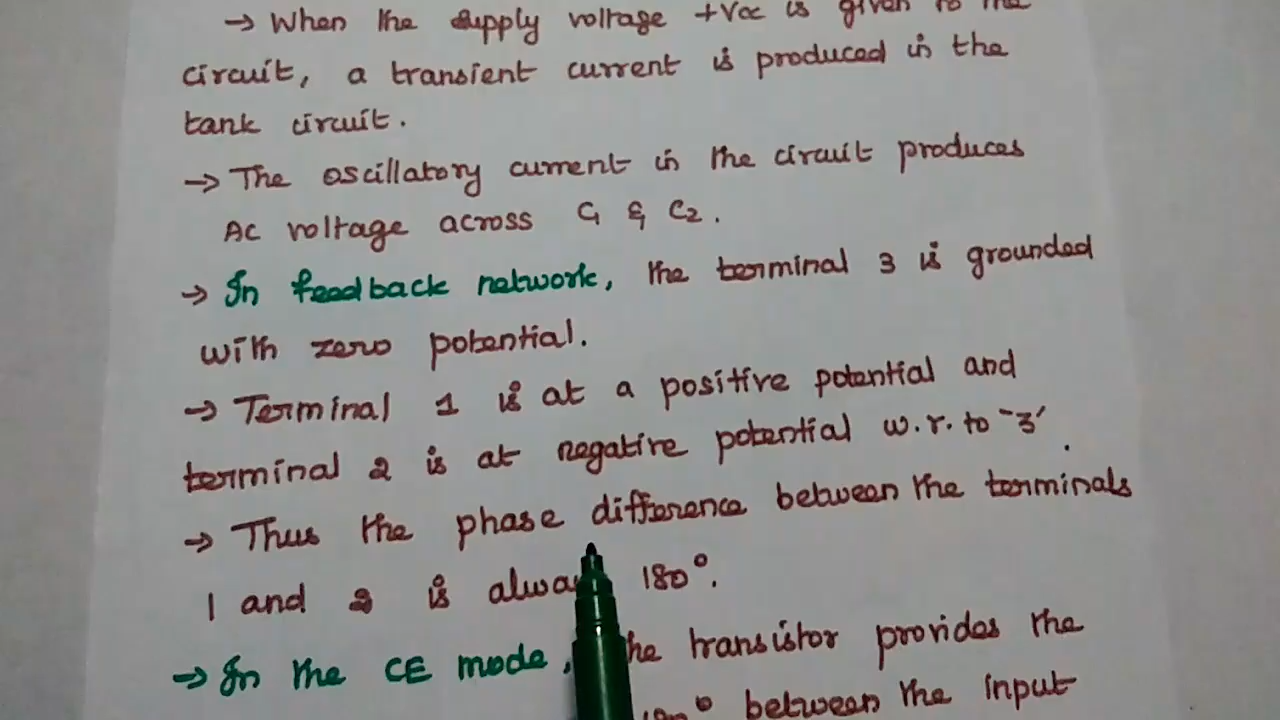 → When the supply voltage +Vcc is given to the
circuit, a transient current is produced in the
tank circuit.
→ The oscillatory current in the circuit produces
AC voltage across C1 & C2.
→ In feedback network, the terminal 3 is grounded
with zero potential.
→ Terminal 1 is at a positive potential and
terminal 2 is at negative potential w.r.to '3'.
→ Thus the phase difference between the terminals
1 and 2 is always 180°.
→ In the CE mode, the transistor provides the
180° between the input